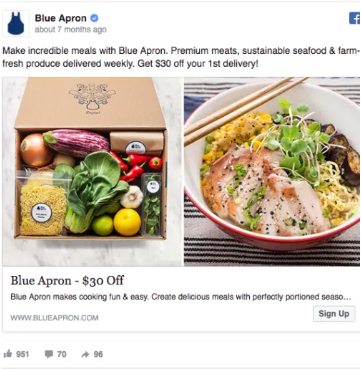 Blue Apron
about 7 months ago
Make incredible meals with Blue Apron. Premium meats, sustainable seafood & farm-
fresh produce delivered weekly. Get $30 off your 1st delivery!
Blue Apron - $30 Off
Blue Apron makes cooking fun & easy. Create delicious meals with perfectly portioned seaso...
WWW.BLUEAPRON.COM
Sign Up
951
70
96